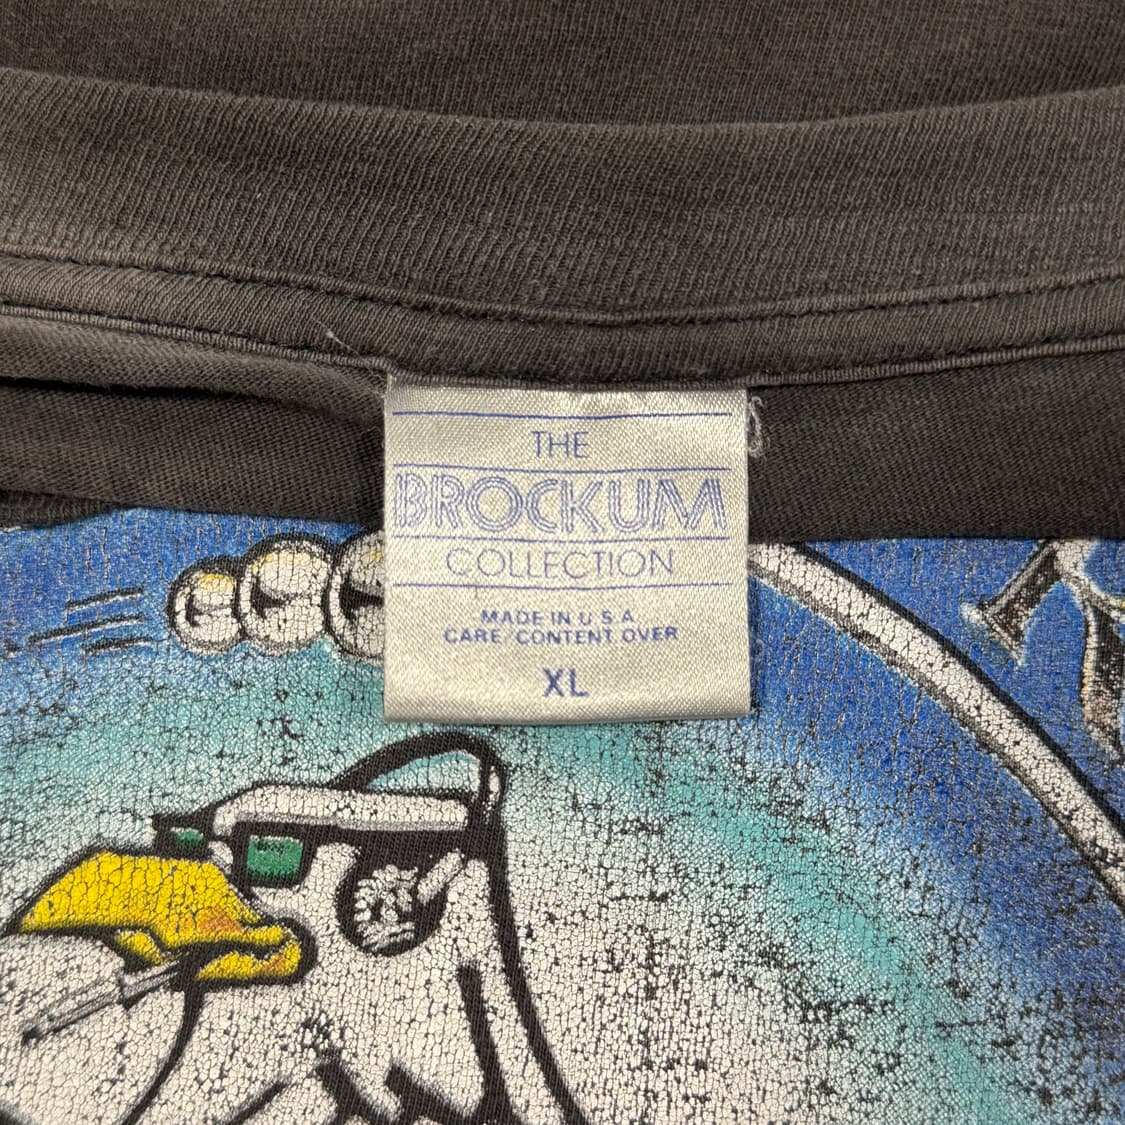 THE
BROCKUM
COLLECTION
MADE IN U S A
CARE/CONTENT OVER
XL